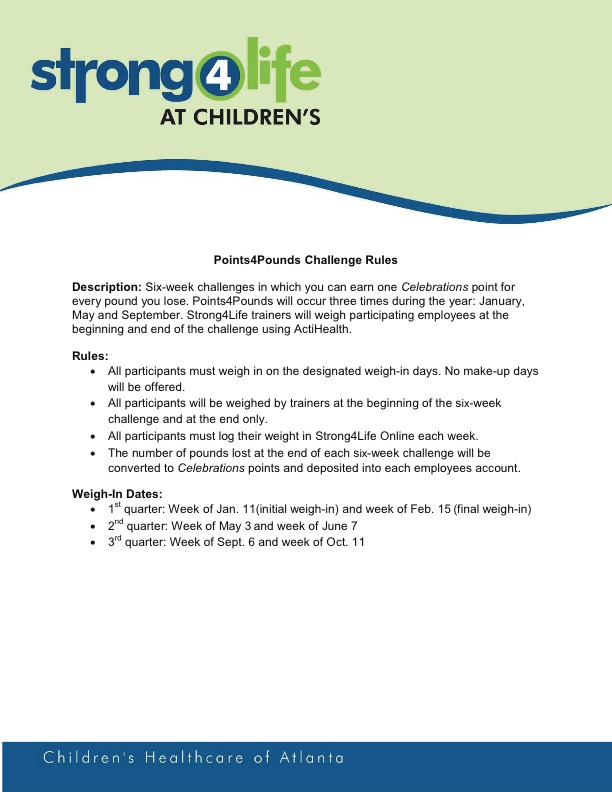 strong4life
AT CHILDREN'S
Points4Pounds Challenge Rules
Description: Six-week challenges in which you can earn one Celebrations point for
every pound you lose. Points4Pounds will occur three times during the year: January,
May and September. Strong4Life trainers will weigh participating employees at the
beginning and end of the challenge using ActiHealth.
Rules:
• All participants must weigh in on the designated weigh-in days. No make-up days
will be offered.
• All participants will be weighed by trainers at the beginning of the six-week
challenge and at the end only.
• All participants must log their weight in Strong4Life Online each week.
• The number of pounds lost at the end of each six-week challenge will be
converted to Celebrations points and deposited into each employees account.
Weigh-In Dates:
• 1st quarter: Week of Jan. 11(initial weigh-in) and week of Feb. 15 (final weigh-in)
• 2nd quarter: Week of May 3 and week of June 7
• 3rd quarter: Week of Sept. 6 and week of Oct. 11
Children's Healthcare of Atlanta